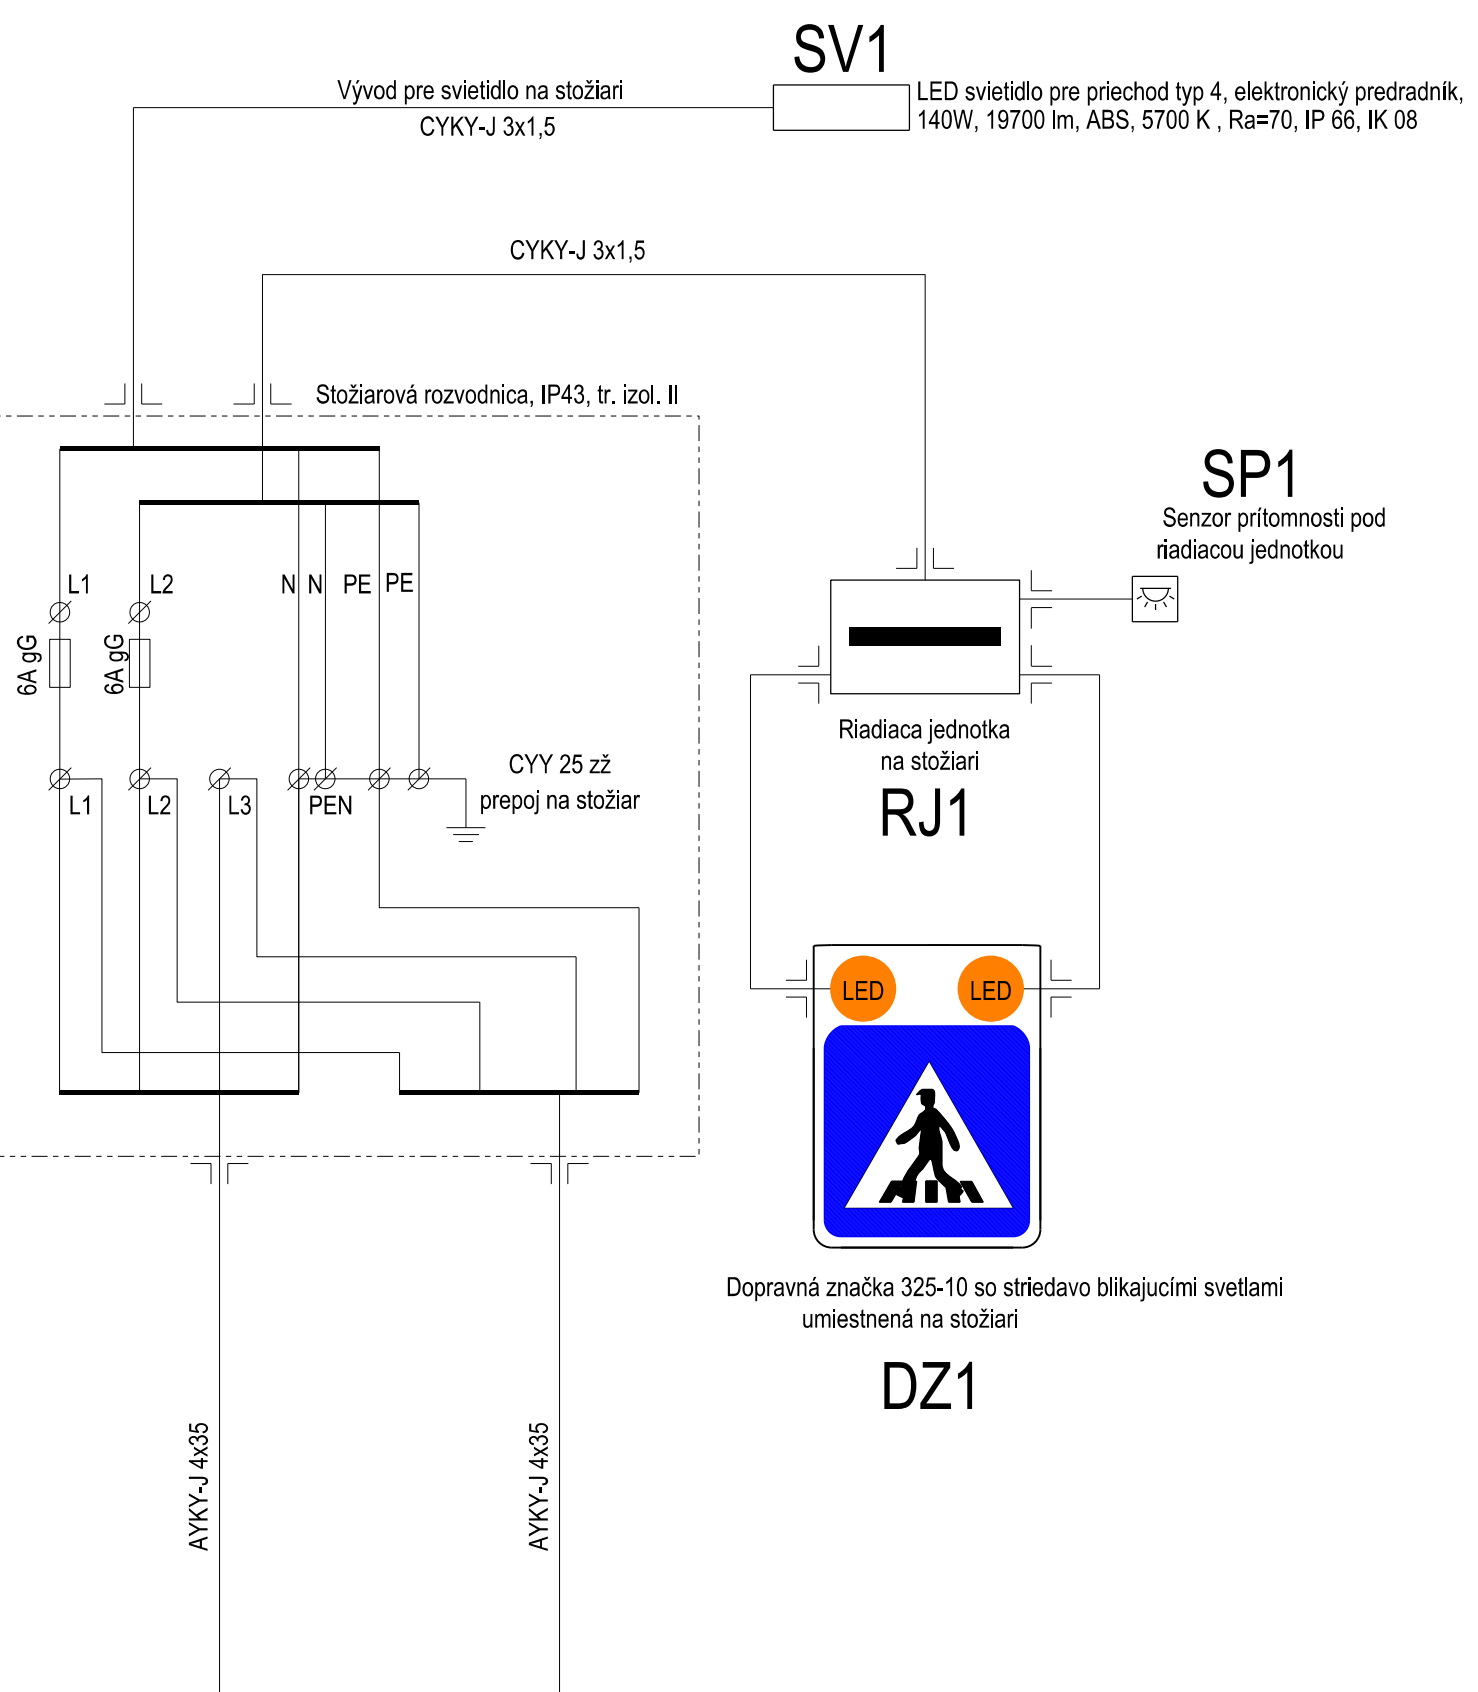 SV1
Vývod pre svietidlo na stožiari
CYKY-J 3x1,5
LED svietidlo pre priechod typ 4, elektronický predradník,
140W, 19700 lm, ABS, 5700 K , Ra=70, IP 66, IK 08
CYKY-J 3x1,5
Stožiarová rozvodnica, IP43, tr. izol. II
SP1
Senzor prítomnosti pod
riadiacou jednotkou
L1
L2
N
N
PE
PE
6A gG
6A gG
Riadiaca jednotka
na stožiari
RJ1
CYY 25 zž
prepoj na stožiar
L1
L2
L3
PEN
LED
LED
Dopravná značka 325-10 so striedavo blikajucími svetlami
umiestnená na stožiari
DZ1
AYKY-J 4x35
AYKY-J 4x35